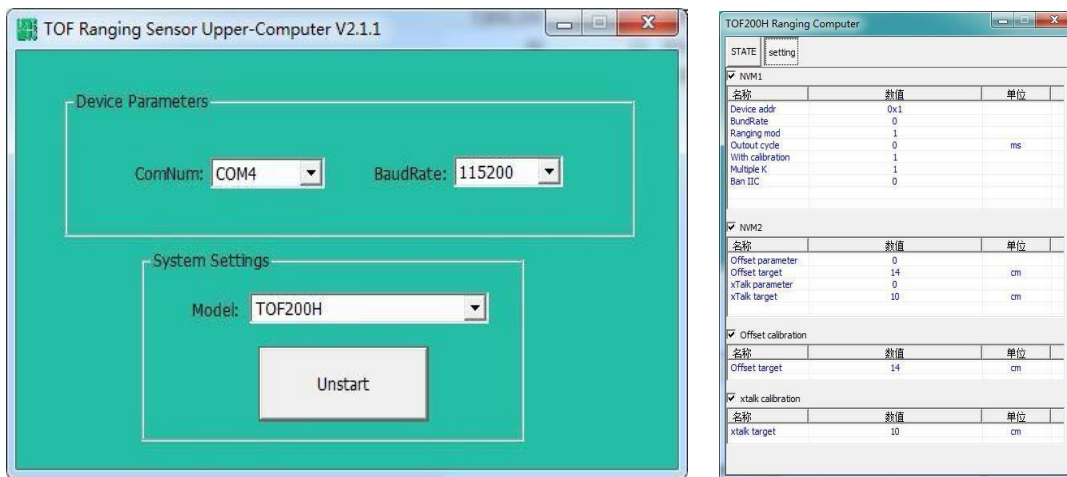 TOF Ranging Sensor Upper-Computer V2.1.1
Device Parameters
ComNum: COM4 BaudRate: 115200
System Settings
Model: TOF200H
Unstart
TOF200H Ranging Computer
STATE setting
NVM1
名称 数值 单位
Device addr 0x1
BundRate 0
Ranging mod 1
Outout cycle 0 ms
With calibration 1
Multiple K 1
Ban IIC 0
NVM2
名称 数值 单位
Offset parameter 0
Offset target 14 cm
xTalk parameter 0
xTalk target 10 cm
Offset calibration
名称 数值 单位
Offset target 14 cm
xtalk calibration
名称 数值 单位
xtalk target 10 cm